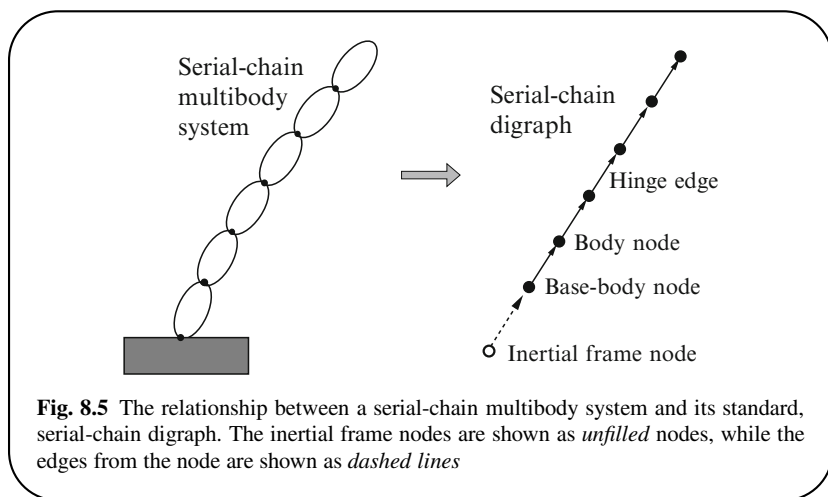 Serial-chain
multibody
system
Serial-chain
digraph
Hinge edge
Body node
Base-body node
Inertial frame node
Fig. 8.5 The relationship between a serial-chain multibody system and its standard,
serial-chain digraph. The inertial frame nodes are shown as unfilled nodes, while the
edges from the node are shown as dashed lines